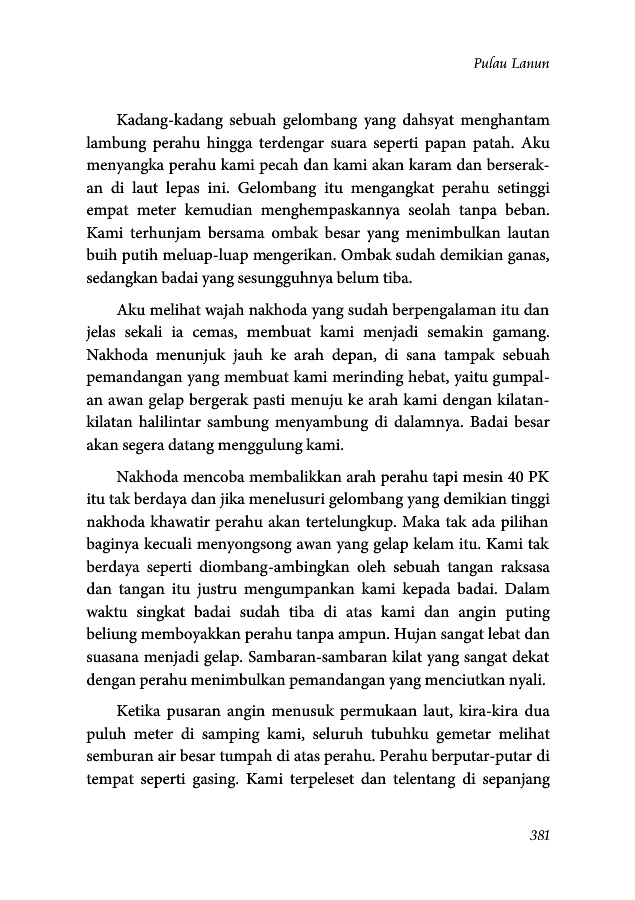 Pulau Lanun
Kadang-kadang sebuah gelombang yang dahsyat menghantam
lambung perahu hingga terdengar suara seperti papan patah. Aku
menyangka perahu kami pecah dan kami akan karam dan berserak-
an di laut lepas ini. Gelombang itu mengangkat perahu setinggi
empat meter kemudian menghempaskannya seolah tanpa beban.
Kami terhunjam bersama ombak besar yang menimbulkan lautan
buih putih meluap-luap mengerikan. Ombak sudah demikian ganas,
sedangkan badai yang sesungguhnya belum tiba.
Aku melihat wajah nakhoda yang sudah berpengalaman itu dan
jelas sekali ia cemas, membuat kami menjadi semakin gamang.
Nakhoda menunjuk jauh ke arah depan, di sana tampak sebuah
pemandangan yang membuat kami merinding hebat, yaitu gumpal-
an awan gelap bergerak pasti menuju ke arah kami dengan kilatan-
kilatan halilintar sambung menyambung di dalamnya. Badai besar
akan segera datang menggulung kami.
Nakhoda mencoba membalikkan arah perahu tapi mesin 40 PK
itu tak berdaya dan jika menelusuri gelombang yang demikian tinggi
nakhoda khawatir perahu akan tertelungkup. Maka tak ada pilihan
baginya kecuali menyongsong awan yang gelap kelam itu. Kami tak
berdaya seperti diombang-ambingkan oleh sebuah tangan raksasa
dan tangan itu justru mengumpankan kami kepada badai. Dalam
waktu singkat badai sudah tiba di atas kami dan angin puting
beliung memboyakkan perahu tanpa ampun. Hujan sangat lebat dan
suasana menjadi gelap. Sambaran-sambaran kilat yang sangat dekat
dengan perahu menimbulkan pemandangan yang menciutkan nyali.
Ketika pusaran angin menusuk permukaan laut, kira-kira dua
puluh meter di samping kami, seluruh tubuhku gemetar melihat
semburan air besar tumpah di atas perahu. Perahu berputar-putar di
tempat seperti gasing. Kami terpeleset dan telentang di sepanjang
381